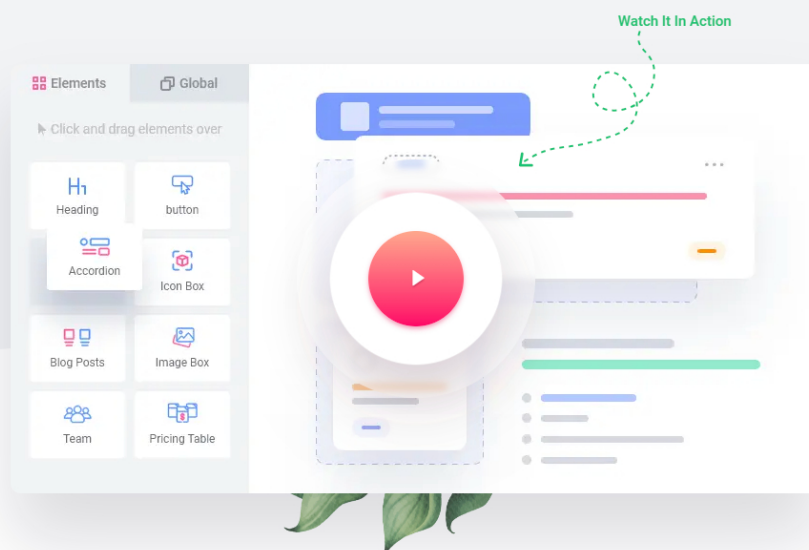 Watch It In Action
Elements
Global
Click and drag elements over
Heading
button
Accordion
Icon Box
Blog Posts
Image Box
Team
Pricing Table